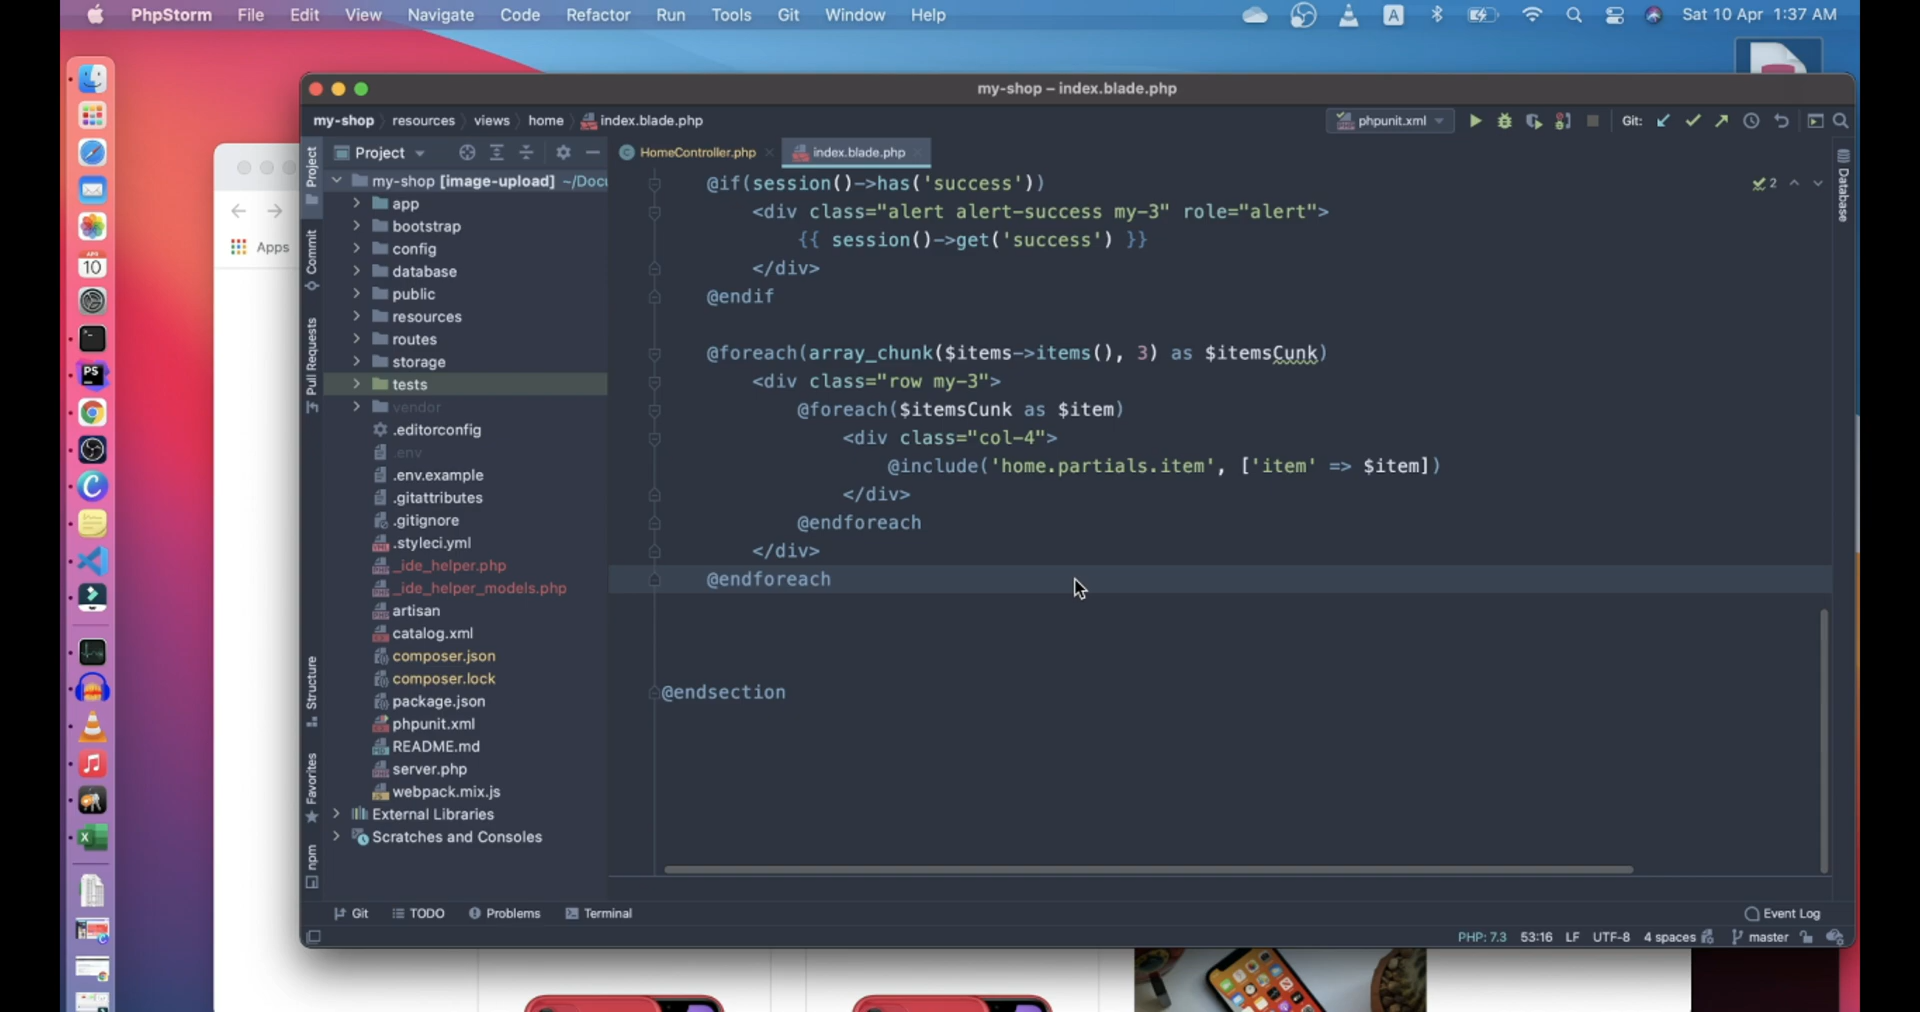 PhpStorm File Edit View Navigate Code Refactor Run Tools Git Window Help A Sat 10 Apr 1:37 AM
my-shop – index.blade.php
my-shop resources views home index.blade.php phpunit.xml Git:
Project Project HomeController.php index.blade.php
my-shop [image-upload] ~/Docu
app
bootstrap
config
database
public
resources
routes
storage
tests
vendor
.editorconfig
.env
.env.example
.gitattributes
.gitignore
.styleci.yml
_ide_helper.php
_ide_helper_models.php
artisan
catalog.xml
composer.json
composer.lock
package.json
phpunit.xml
README.md
server.php
webpack.mix.js
External Libraries
Scratches and Consoles
Commit
Pull Requests
Structure
Favorites
npm
@if(session()->has('success'))
<div class="alert alert-success my-3" role="alert">
{{ session()->get('success') }}
</div>
@endif
@foreach(array_chunk($items->items(), 3) as $itemsCunk)
<div class="row my-3">
@foreach($itemsCunk as $item)
<div class="col-4">
@include('home.partials.item', ['item' => $item])
</div>
@endforeach
</div>
@endforeach
@endsection
2
Database
Git TODO Problems Terminal Event Log
PHP: 7.3 53:16 LF UTF-8 4 spaces master
Apps
APR
10
PS